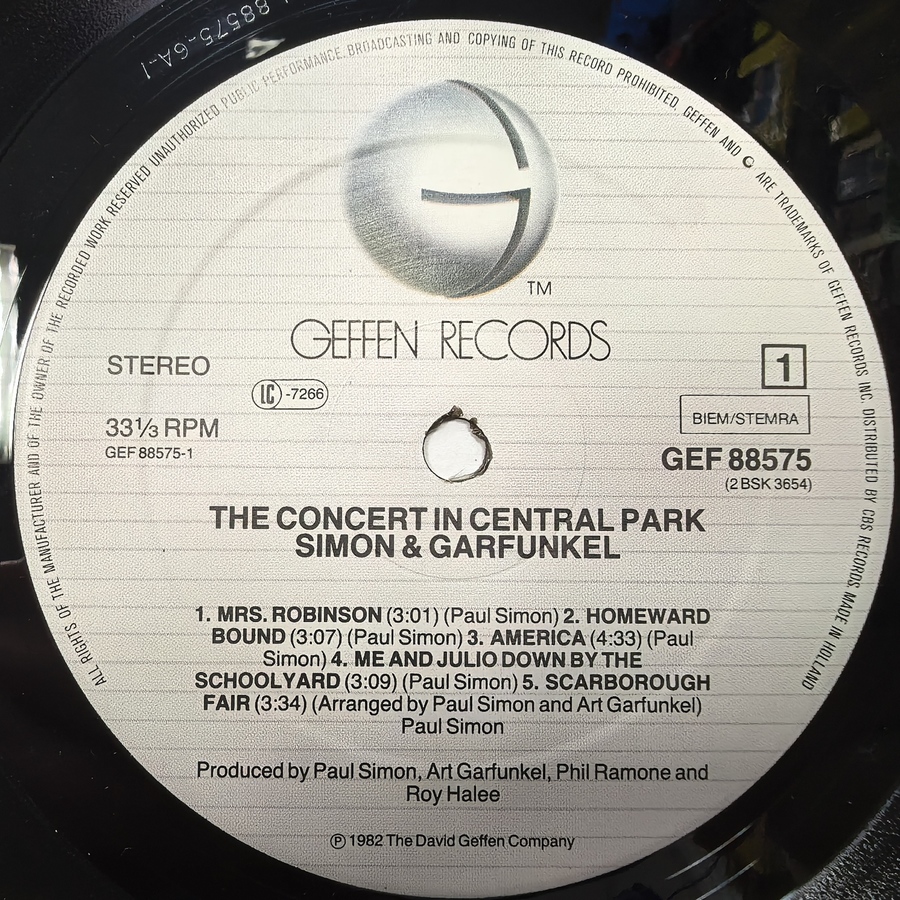 88575-6A-1
ALL RIGHTS OF THE MANUFACTURER AND OF THE OWNER OF THE RECORDED WORK RESERVED UNAUTHORIZED PUBLIC PERFORMANCE. BROADCASTING AND COPYING OF THIS RECORD PROHIBITED. GEFFEN AND G ARE TRADEMARKS OF GEFFEN RECORDS INC. DISTRIBUTED BY CBS RECORDS. MADE IN HOLLAND
TM
GEFFEN RECORDS
STEREO
1
LC -7266
BIEM/STEMRA
33⅓ RPM
GEF 88575-1
GEF 88575
(2 BSK 3654)
THE CONCERT IN CENTRAL PARK
SIMON & GARFUNKEL
1. MRS. ROBINSON (3:01) (Paul Simon) 2. HOMEWARD
BOUND (3:07) (Paul Simon) 3. AMERICA (4:33) (Paul
Simon) 4. ME AND JULIO DOWN BY THE
SCHOOLYARD (3:09) (Paul Simon) 5. SCARBOROUGH
FAIR (3:34) (Arranged by Paul Simon and Art Garfunkel)
Paul Simon
Produced by Paul Simon, Art Garfunkel, Phil Ramone and
Roy Halee
℗ 1982 The David Geffen Company